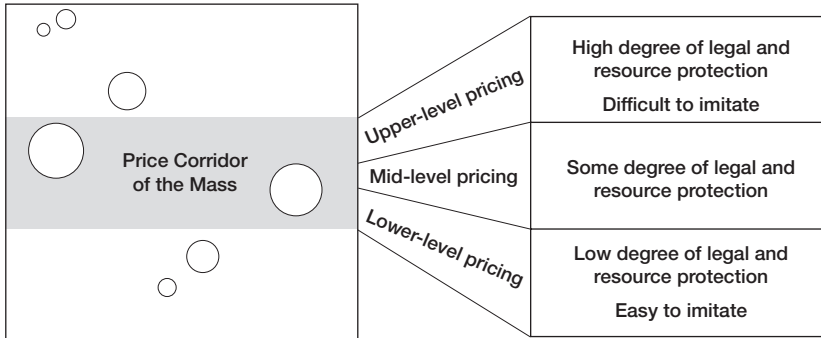 Price Corridor
of the Mass
Upper-level pricing
Mid-level pricing
Lower-level pricing
High degree of legal and
resource protection
Difficult to imitate
Some degree of legal and
resource protection
Low degree of legal and
resource protection
Easy to imitate